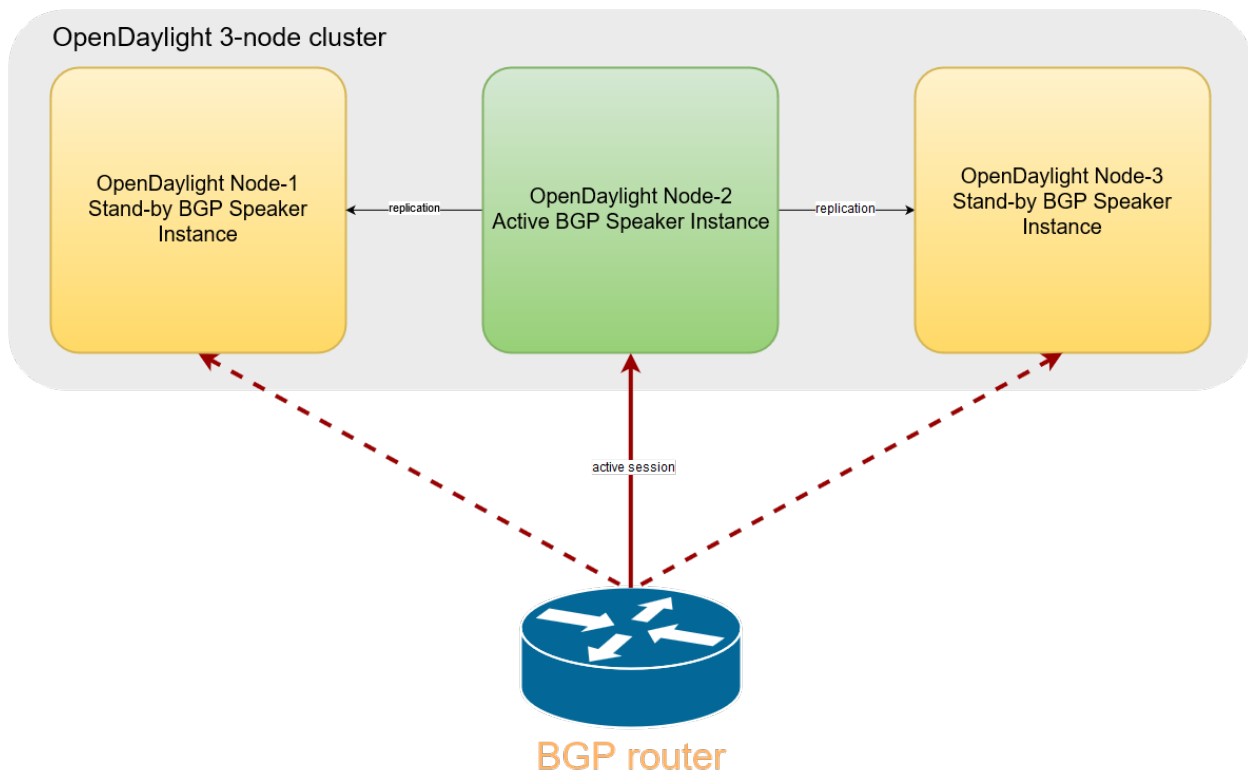 OpenDaylight 3-node cluster
OpenDaylight Node-1
Stand-by BGP Speaker
Instance
replication
OpenDaylight Node-2
Active BGP Speaker Instance
replication
OpenDaylight Node-3
Stand-by BGP Speaker
Instance
active session
BGP router